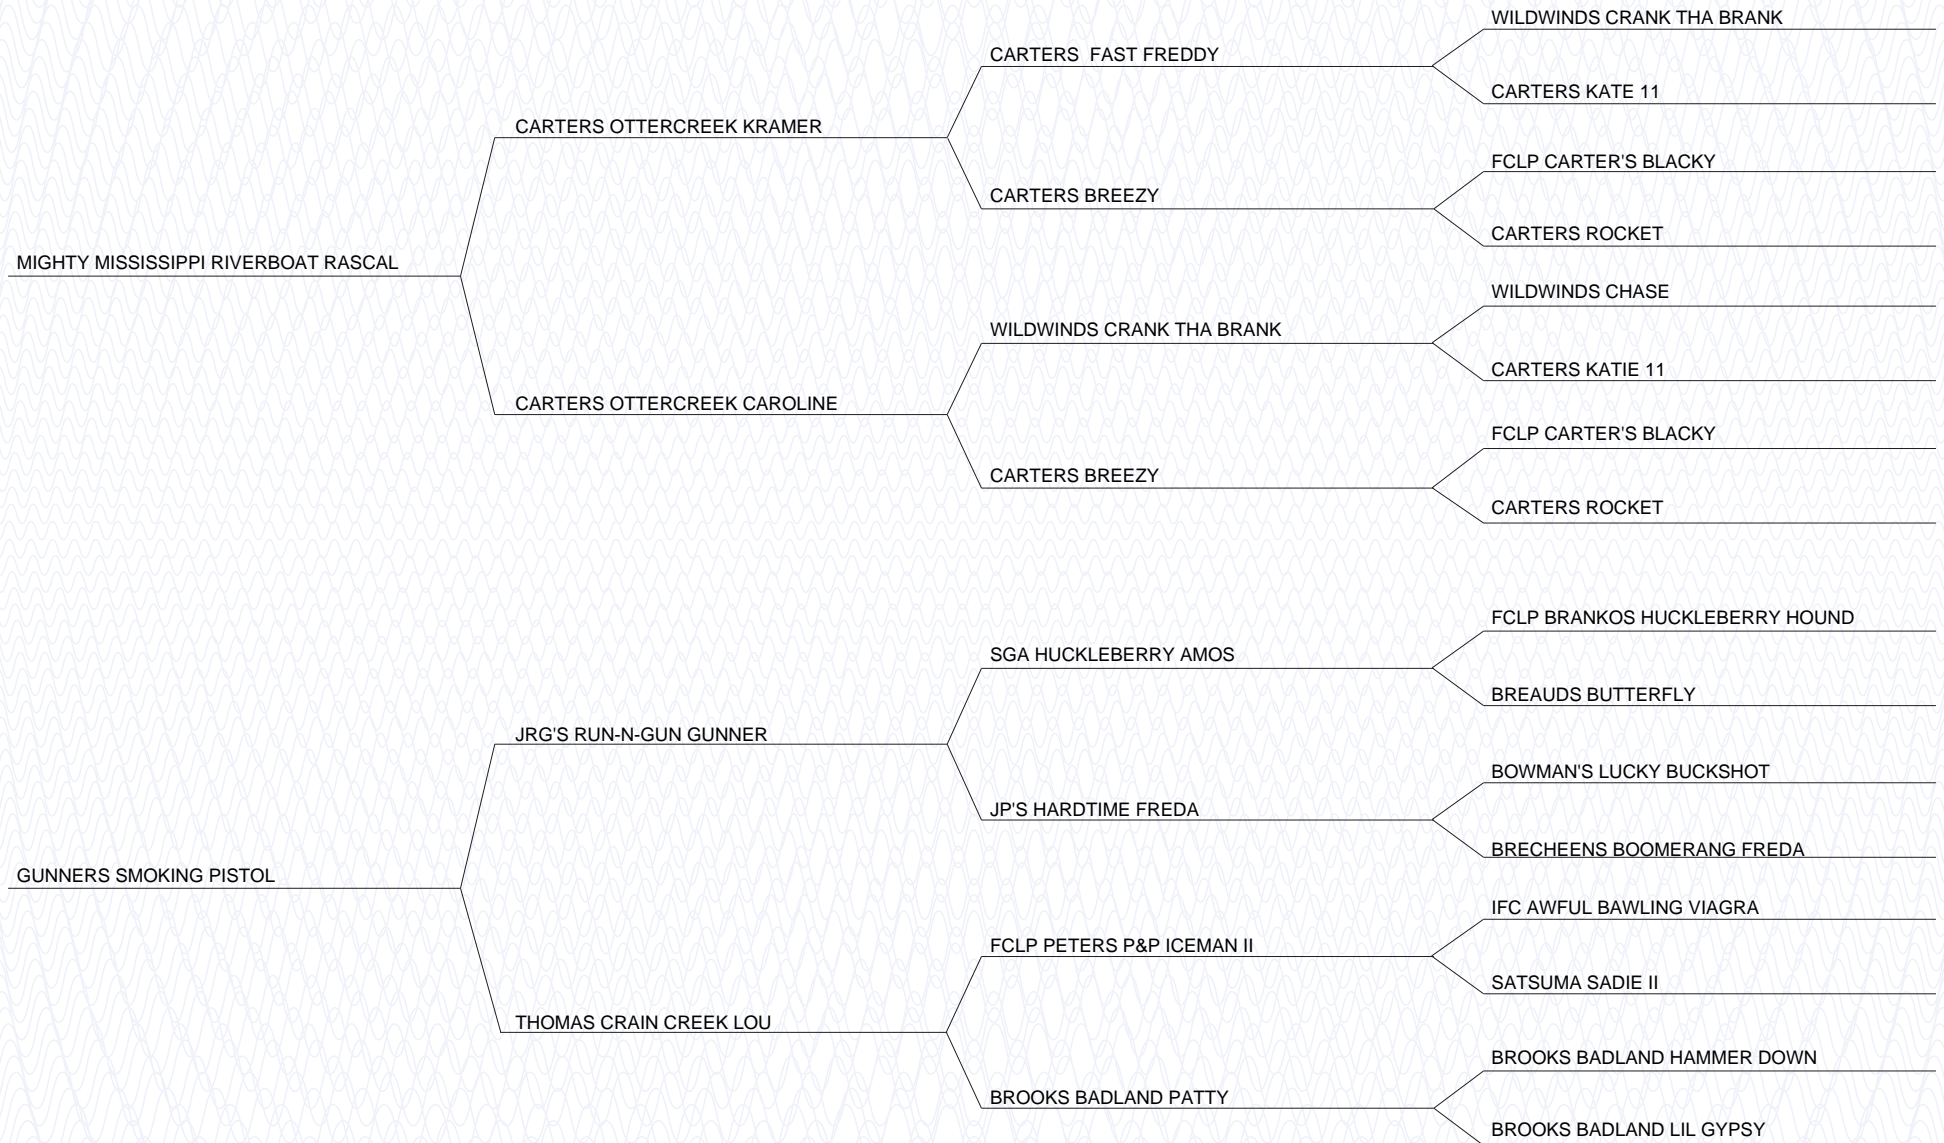 WILDWINDS CRANK THA BRANK
CARTERS  FAST FREDDY
CARTERS KATE 11
CARTERS OTTERCREEK KRAMER
FCLP CARTER'S BLACKY
CARTERS BREEZY
CARTERS ROCKET
MIGHTY MISSISSIPPI RIVERBOAT RASCAL
WILDWINDS CHASE
WILDWINDS CRANK THA BRANK
CARTERS KATIE 11
CARTERS OTTERCREEK CAROLINE
FCLP CARTER'S BLACKY
CARTERS BREEZY
CARTERS ROCKET
FCLP BRANKOS HUCKLEBERRY HOUND
SGA HUCKLEBERRY AMOS
BREAUDS BUTTERFLY
JRG'S RUN-N-GUN GUNNER
BOWMAN'S LUCKY BUCKSHOT
JP'S HARDTIME FREDA
BRECHEENS BOOMERANG FREDA
GUNNERS SMOKING PISTOL
IFC AWFUL BAWLING VIAGRA
FCLP PETERS P&P ICEMAN II
SATSUMA SADIE II
THOMAS CRAIN CREEK LOU
BROOKS BADLAND HAMMER DOWN
BROOKS BADLAND PATTY
BROOKS BADLAND LIL GYPSY